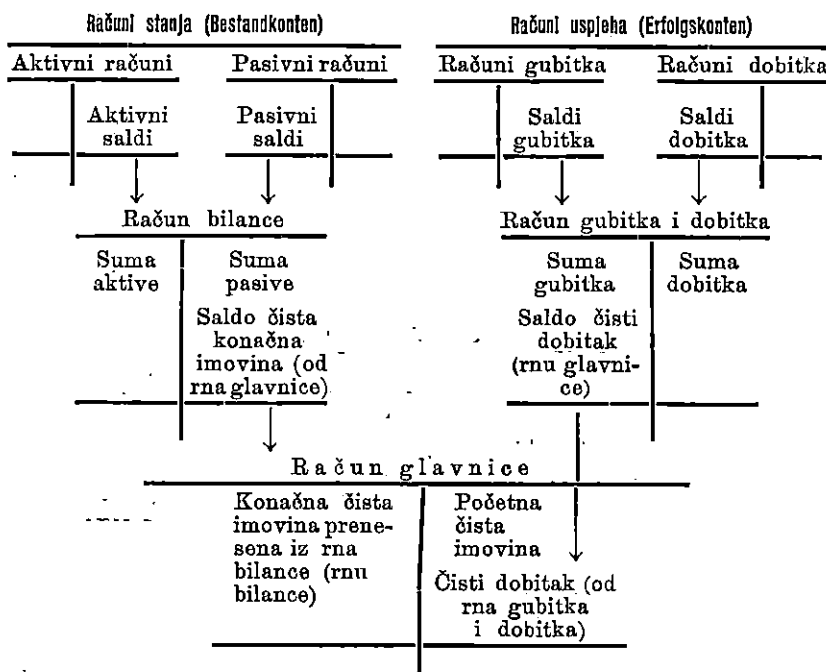 Računi stanja (Bestandkonten)
Računi uspjeha (Erfolgskonten)
Aktivni računi
Pasivni računi
Računi gubitka
Računi dobitka
Aktivni
saldi
Pasivni
saldi
Saldi
gubitka
Saldi
dobitka
Račun bilance
Račun gubitka i dobitka
Suma
aktive
Suma
pasive
Saldo čista
konačna
imovina (od
rna glavnice)
Suma
gubitka
Saldo čisti
dobitak
(rnu glavni-
ce)
Suma
dobitka
Račun glavnice
Konačna čista
imovina prene-
sena iz rna
bilance (rnu
bilance)
Početna
čista
imovina
Čisti dobitak (od
rna gubitka
i dobitka)